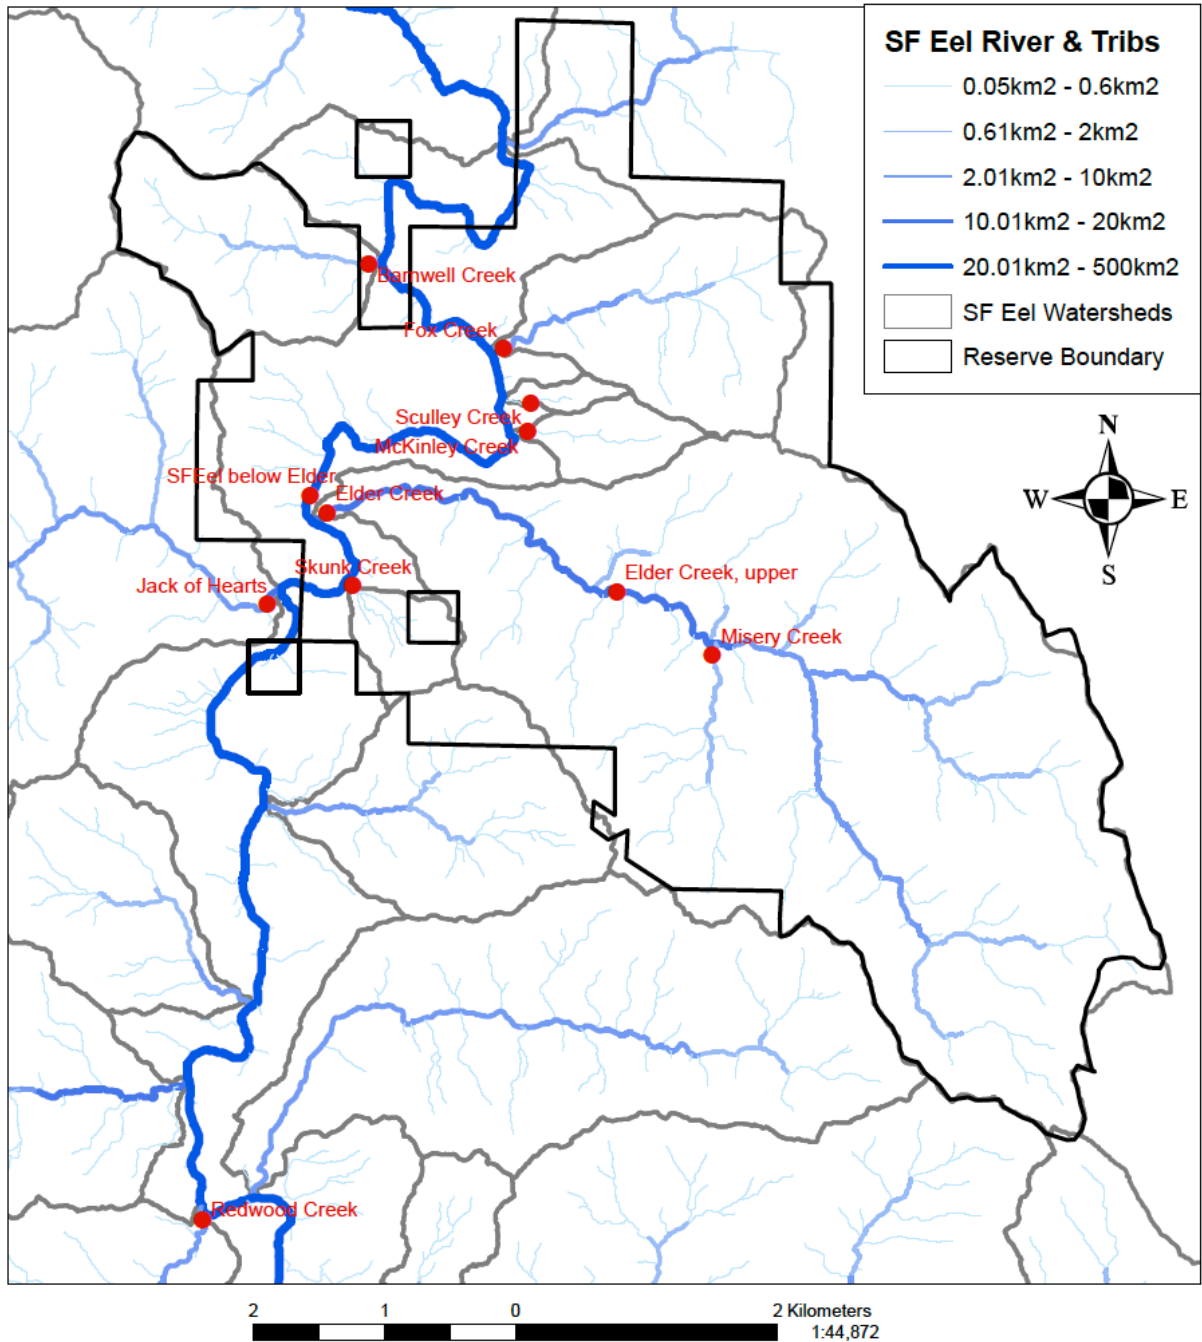 SF Eel River & Tribs
0.05km2 - 0.6km2
0.61km2 - 2km2
2.01km2 - 10km2
10.01km2 - 20km2
20.01km2 - 500km2
SF Eel Watersheds
Reserve Boundary
Barnwell Creek
Fox Creek
Sculley Creek
McKinley Creek
N
W
E
S
SFEel below Elder
Elder Creek
Skunk Creek
Jack of Hearts
Elder Creek, upper
Misery Creek
Redwood Creek
2 1 0 2 Kilometers
1:44,872